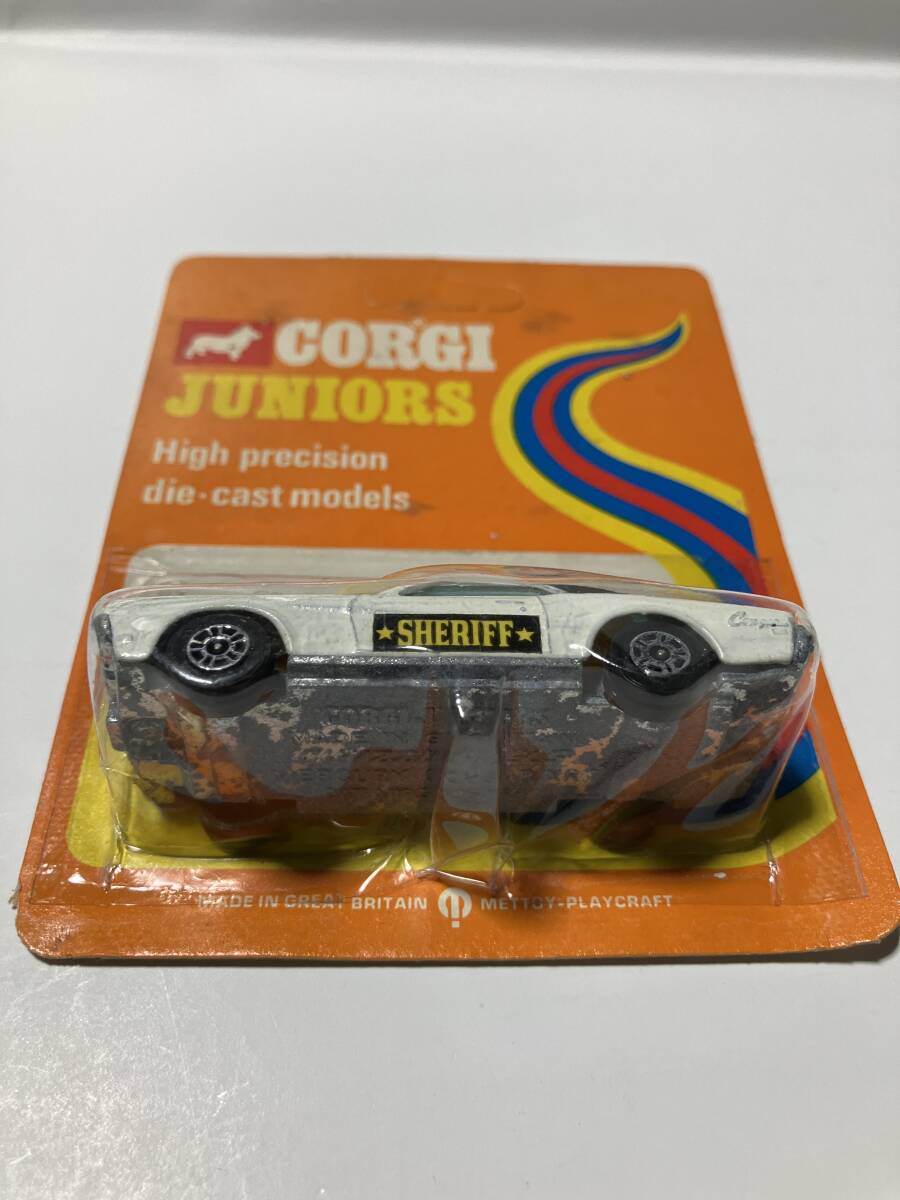 CORGI
JUNIORS
High precision
die-cast models
★SHERIFF★
MADE IN GREAT BRITAIN METTOY-PLAYCRAFT